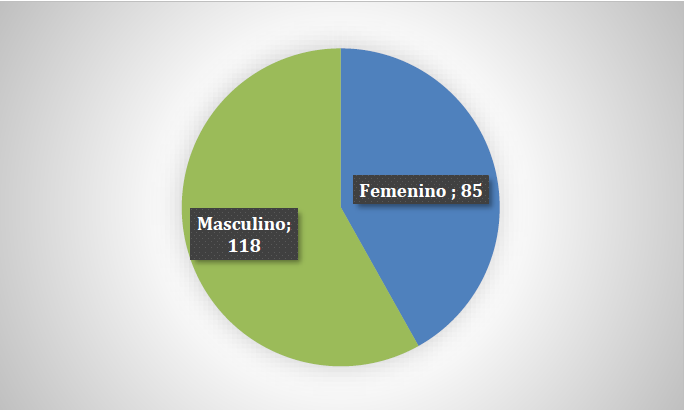 Femenino ; 85
Masculino;
118